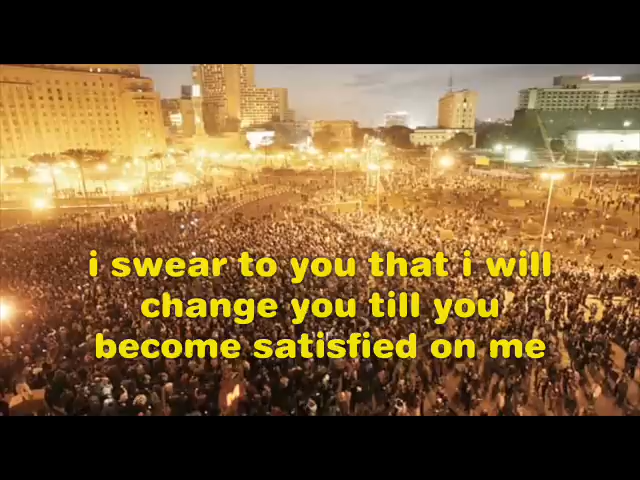 i swear to you that i will
change you till you
become satisfied on me